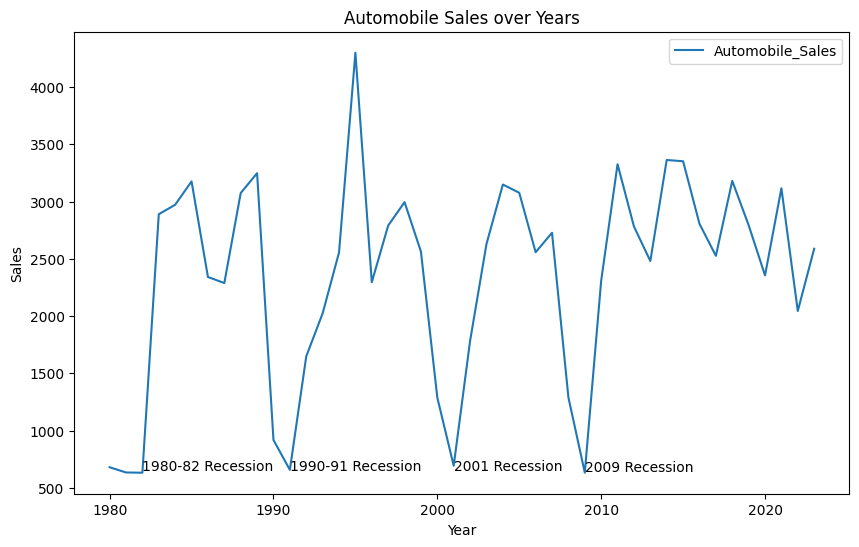 Automobile Sales over Years
Automobile_Sales
Sales
4000
3500
3000
2500
2000
1500
1000
500
1980-82 Recession
1990-91 Recession
2001 Recession
2009 Recession
1980
1990
2000
2010
2020
Year